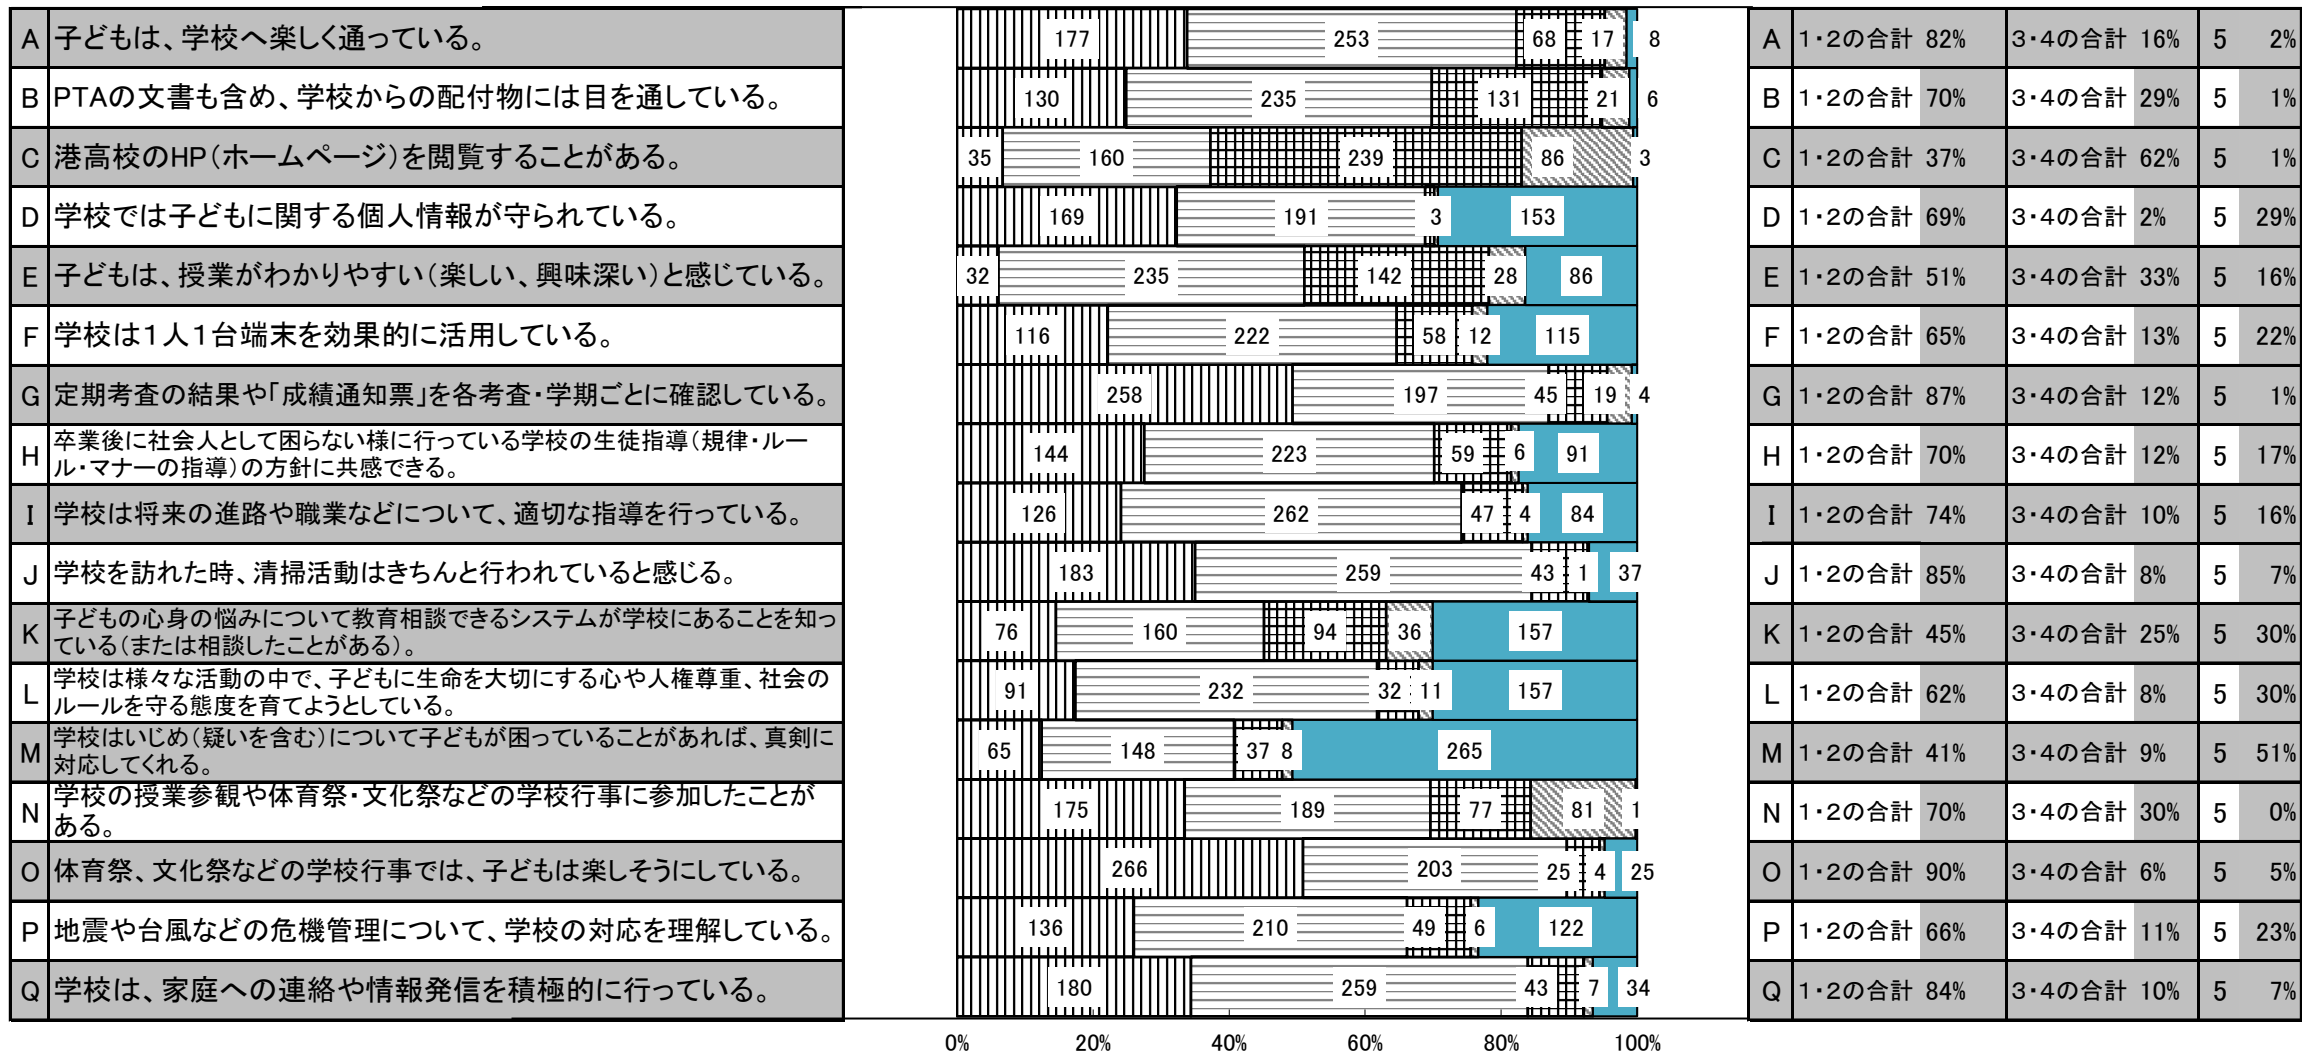 A 子どもは、学校へ楽しく通っている。 177 253 68 17 8 A 1・2の合計 82% 3・4の合計 16% 5 2%
B PTAの文書も含め、学校からの配付物には目を通している。 130 235 131 21 6 B 1・2の合計 70% 3・4の合計 29% 5 1%
C 港高校のHP(ホームページ)を閲覧することがある。 35 160 239 86 3 C 1・2の合計 37% 3・4の合計 62% 5 1%
D 学校では子どもに関する個人情報が守られている。 169 191 3 153 D 1・2の合計 69% 3・4の合計 2% 5 29%
E 子どもは、授業がわかりやすい(楽しい、興味深い)と感じている。 32 235 142 28 86 E 1・2の合計 51% 3・4の合計 33% 5 16%
F 学校は1人1台端末を効果的に活用している。 116 222 58 12 115 F 1・2の合計 65% 3・4の合計 13% 5 22%
G 定期考査の結果や「成績通知票」を各考査・学期ごとに確認している。 258 197 45 19 4 G 1・2の合計 87% 3・4の合計 12% 5 1%
H 卒業後に社会人として困らない様に行っている学校の生徒指導(規律・ルー
ル・マナーの指導)の方針に共感できる。 144 223 59 6 91 H 1・2の合計 70% 3・4の合計 12% 5 17%
I 学校は将来の進路や職業などについて、適切な指導を行っている。 126 262 47 4 84 I 1・2の合計 74% 3・4の合計 10% 5 16%
J 学校を訪れた時、清掃活動はきちんと行われていると感じる。 183 259 43 1 37 J 1・2の合計 85% 3・4の合計 8% 5 7%
K 子どもの心身の悩みについて教育相談できるシステムが学校にあることを知っ
ている(または相談したことがある)。 76 160 94 36 157 K 1・2の合計 45% 3・4の合計 25% 5 30%
L 学校は様々な活動の中で、子どもに生命を大切にする心や人権尊重、社会の
ルールを守る態度を育てようとしている。 91 232 32 11 157 L 1・2の合計 62% 3・4の合計 8% 5 30%
M 学校はいじめ(疑いを含む)について子どもが困っていることがあれば、真剣に
対応してくれる。 65 148 37 8 265 M 1・2の合計 41% 3・4の合計 9% 5 51%
N 学校の授業参観や体育祭・文化祭などの学校行事に参加したことが
ある。 175 189 77 81 1 N 1・2の合計 70% 3・4の合計 30% 5 0%
O 体育祭、文化祭などの学校行事では、子どもは楽しそうにしている。 266 203 25 4 25 O 1・2の合計 90% 3・4の合計 6% 5 5%
P 地震や台風などの危機管理について、学校の対応を理解している。 136 210 49 6 122 P 1・2の合計 66% 3・4の合計 11% 5 23%
Q 学校は、家庭への連絡や情報発信を積極的に行っている。 180 259 43 7 34 Q 1・2の合計 84% 3・4の合計 10% 5 7%
0% 20% 40% 60% 80% 100%